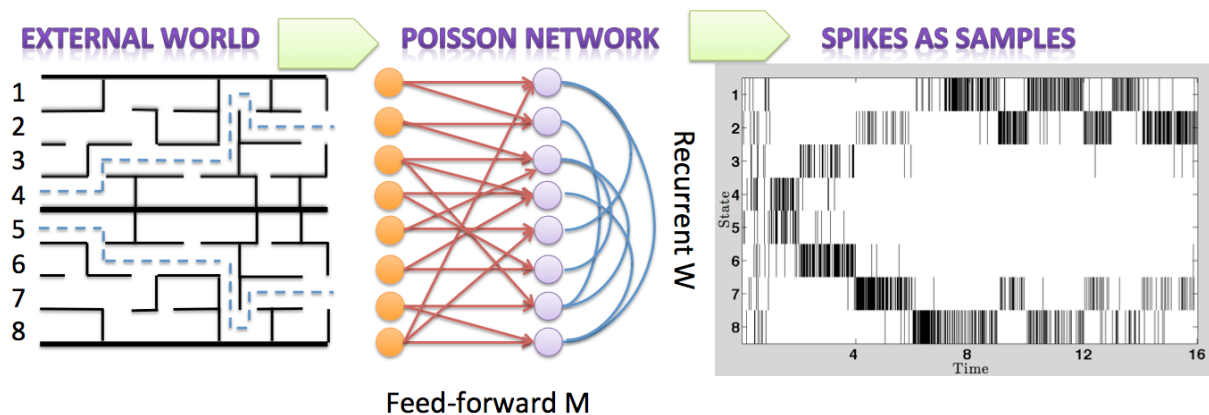 EXTERNAL WORLD
POISSON NETWORK
SPIKES AS SAMPLES
1
2
3
4
5
6
7
8
Feed-forward M
Recurrent W
State
1
2
3
4
5
6
7
8
4
8
12
16
Time